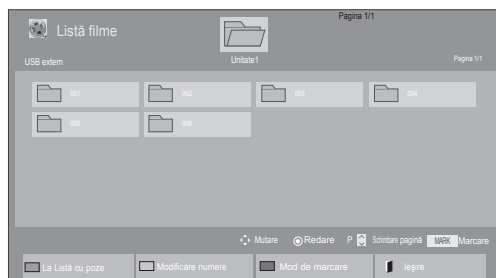 Pagina 1/1
Listă filme
USB extern
Unitate1
Pagina 1/1
001
002
003
004
005
006
Mutare
Redare
P
Schimbare pagină
MARK
Marcare
La Listă cu poze
Modificare numere
Mod de marcare
Ieşire